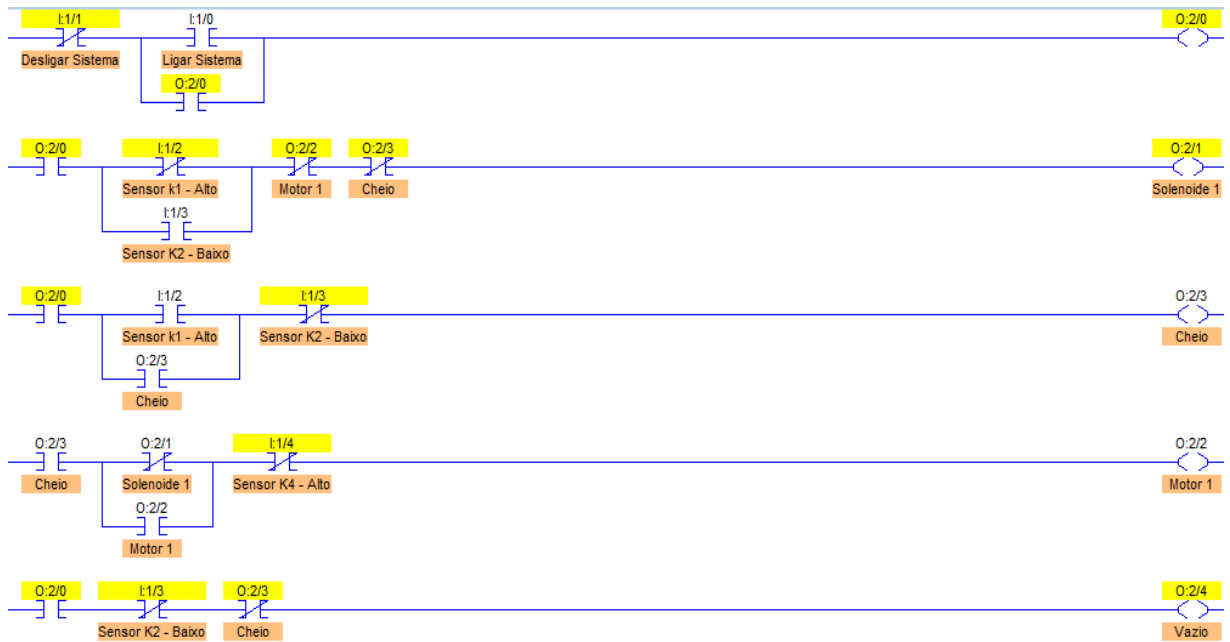 I:1/1 I:1/0 O:2/0
Desligar Sistema Ligar Sistema
O:2/0
O:2/0 I:1/2 O:2/2 O:2/3 O:2/1
Sensor k1 - Alto Motor 1 Cheio Solenoide 1
I:1/3
Sensor K2 - Baixo
O:2/0 I:1/2 I:1/3 O:2/3
Sensor k1 - Alto Sensor K2 - Baixo Cheio
O:2/3
Cheio
O:2/3 O:2/1 I:1/4 O:2/2
Cheio Solenoide 1 Sensor K4 - Alto Motor 1
O:2/2
Motor 1
O:2/0 I:1/3 O:2/3 O:2/4
Sensor K2 - Baixo Cheio Vazio